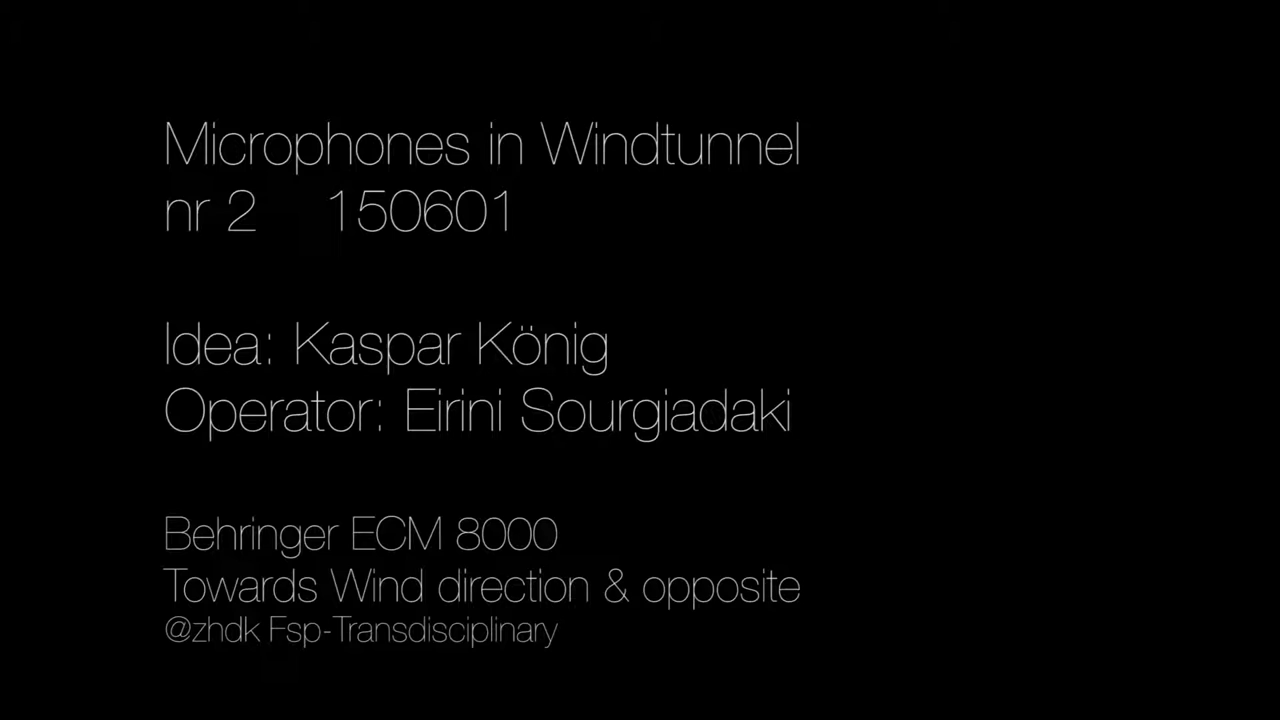 Microphones in Windtunnel
nr 2 150601
Idea: Kaspar König
Operator: Eirini Sourgiadaki
Behringer ECM 8000
Towards Wind direction & opposite
@zhdk Fsp-Transdisciplinary